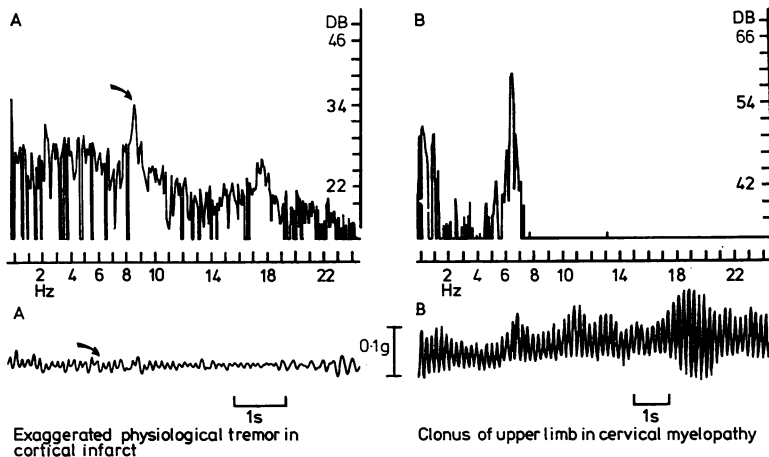 A
DB
46
34
22
2 4 6 8 10 14 18 22
Hz
B
DB
66
54
42
2 4 6 8 10 14 18 22
Hz
A
1s
Exaggerated physiological tremor in
cortical infarct
0·1g
B
1s
Clonus of upper limb in cervical myelopathy